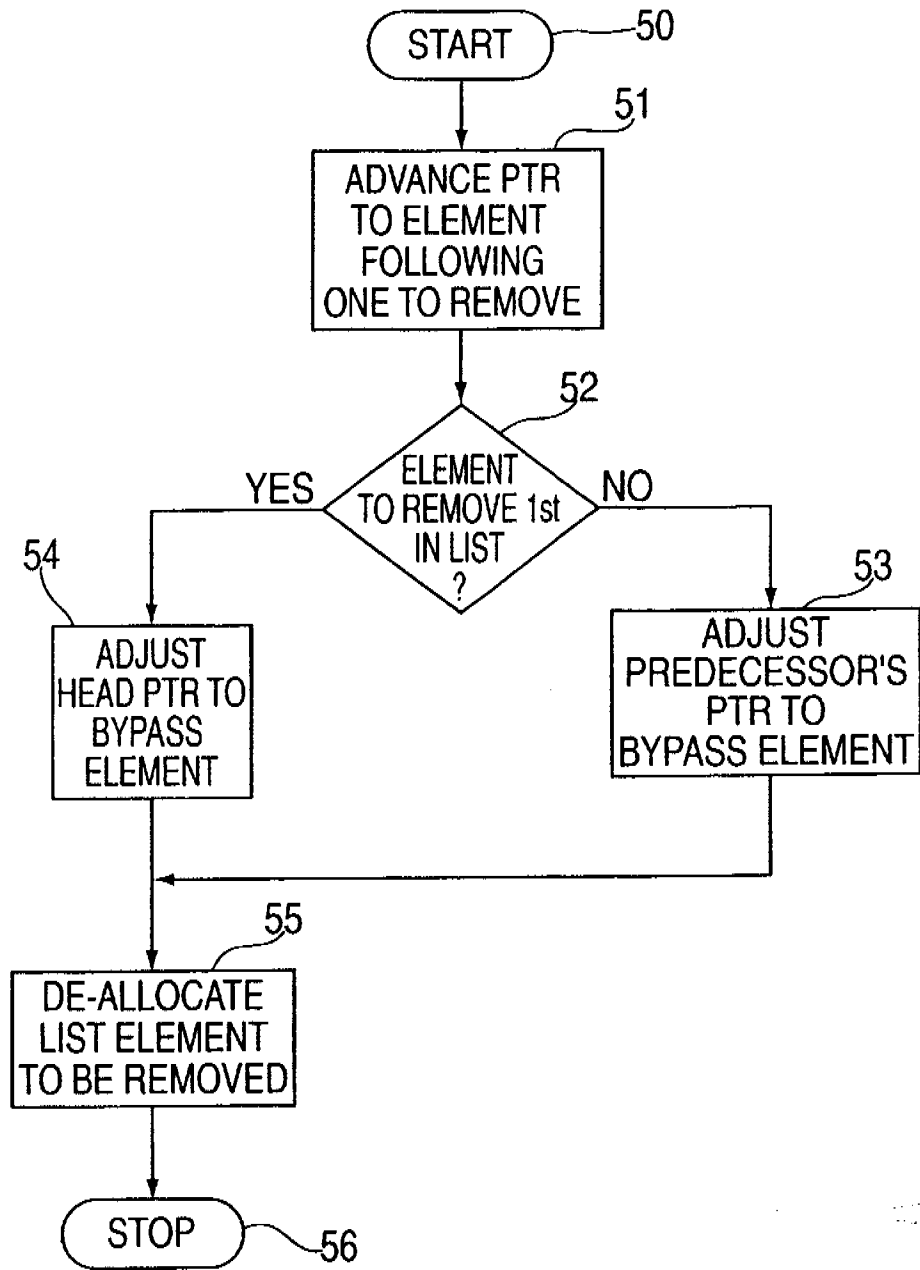 START
50
51
ADVANCE PTR
TO ELEMENT
FOLLOWING
ONE TO REMOVE
52
ELEMENT
TO REMOVE 1st
IN LIST
?
YES
NO
54
ADJUST
HEAD PTR TO
BYPASS
ELEMENT
53
ADJUST
PREDECESSOR'S
PTR TO
BYPASS ELEMENT
55
DE-ALLOCATE
LIST ELEMENT
TO BE REMOVED
STOP
56